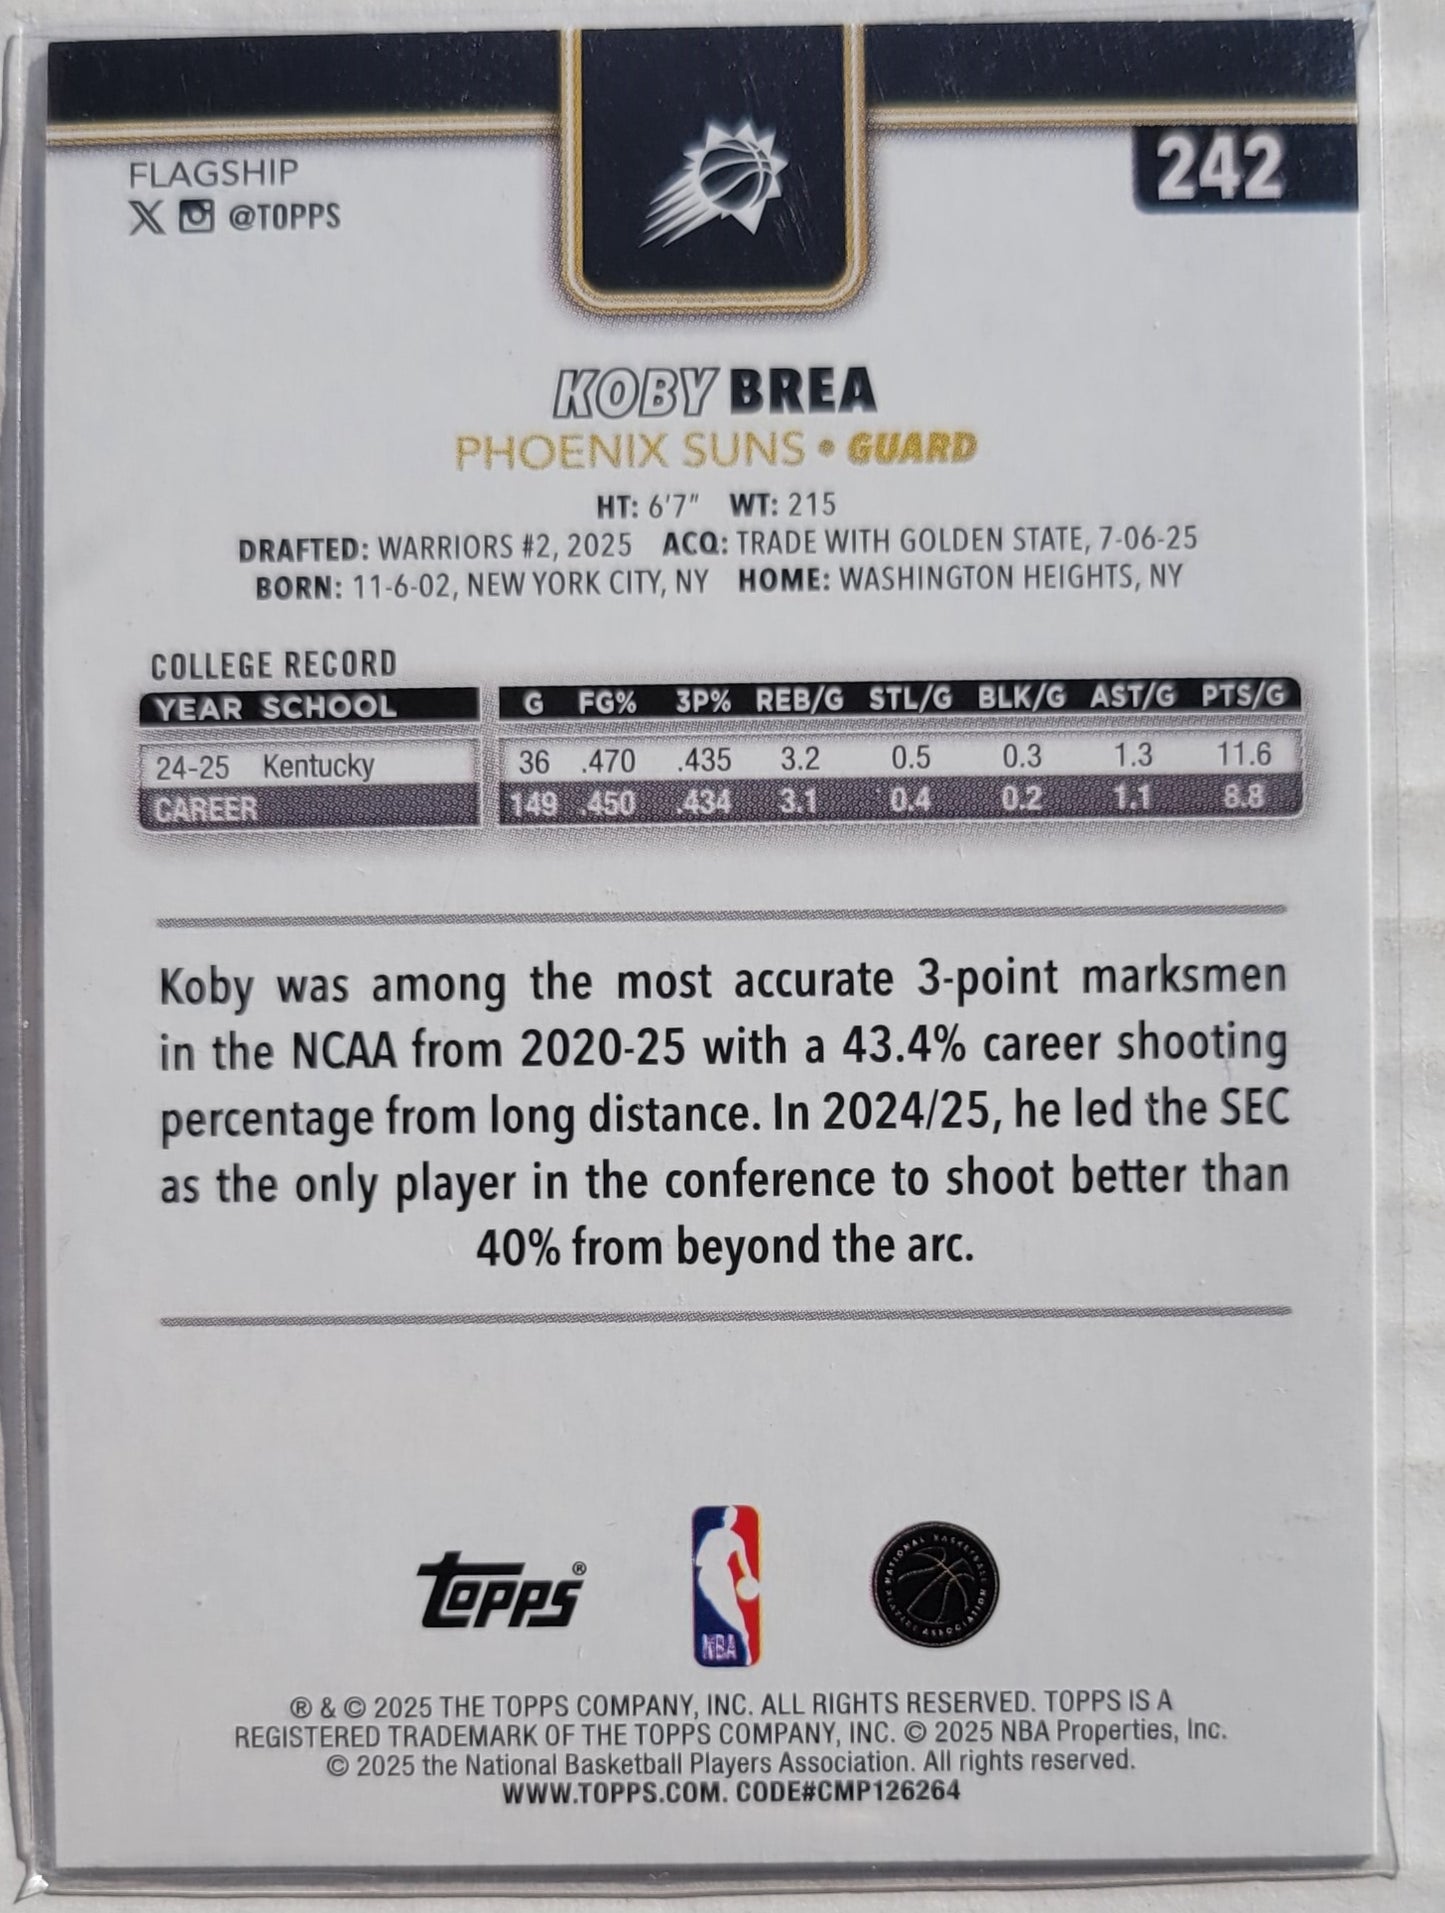 242
FLAGSHIP
X @TOPPS
KOBY BREA
PHOENIX SUNS • GUARD
HT: 6'7" WT: 215
DRAFTED: WARRIORS #2, 2025 ACQ: TRADE WITH GOLDEN STATE, 7-06-25
BORN: 11-6-02, NEW YORK CITY, NY HOME: WASHINGTON HEIGHTS, NY
COLLEGE RECORD
YEAR SCHOOL G FG% 3P% REB/G STL/G BLK/G AST/G PTS/G
24-25 Kentucky 36 .470 .435 3.2 0.5 0.3 1.3 11.6
CAREER 149 .450 .434 3.1 0.4 0.2 1.1 8.8
Koby was among the most accurate 3-point marksmen
in the NCAA from 2020-25 with a 43.4% career shooting
percentage from long distance. In 2024/25, he led the SEC
as the only player in the conference to shoot better than
40% from beyond the arc.
TOPPS®
NBA
NATIONAL BASKETBALL
PLAYERS ASSOCIATION
® & © 2025 THE TOPPS COMPANY, INC. ALL RIGHTS RESERVED. TOPPS IS A
REGISTERED TRADEMARK OF THE TOPPS COMPANY, INC. © 2025 NBA Properties, Inc.
© 2025 the National Basketball Players Association. All rights reserved.
WWW.TOPPS.COM. CODE#CMP126264